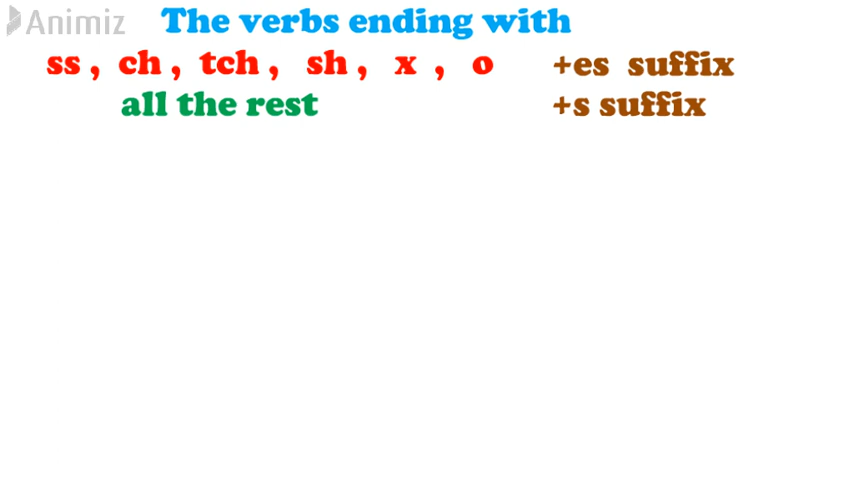 Animiz
The verbs ending with
ss , ch , tch , sh , x , o +es suffix
all the rest +s suffix